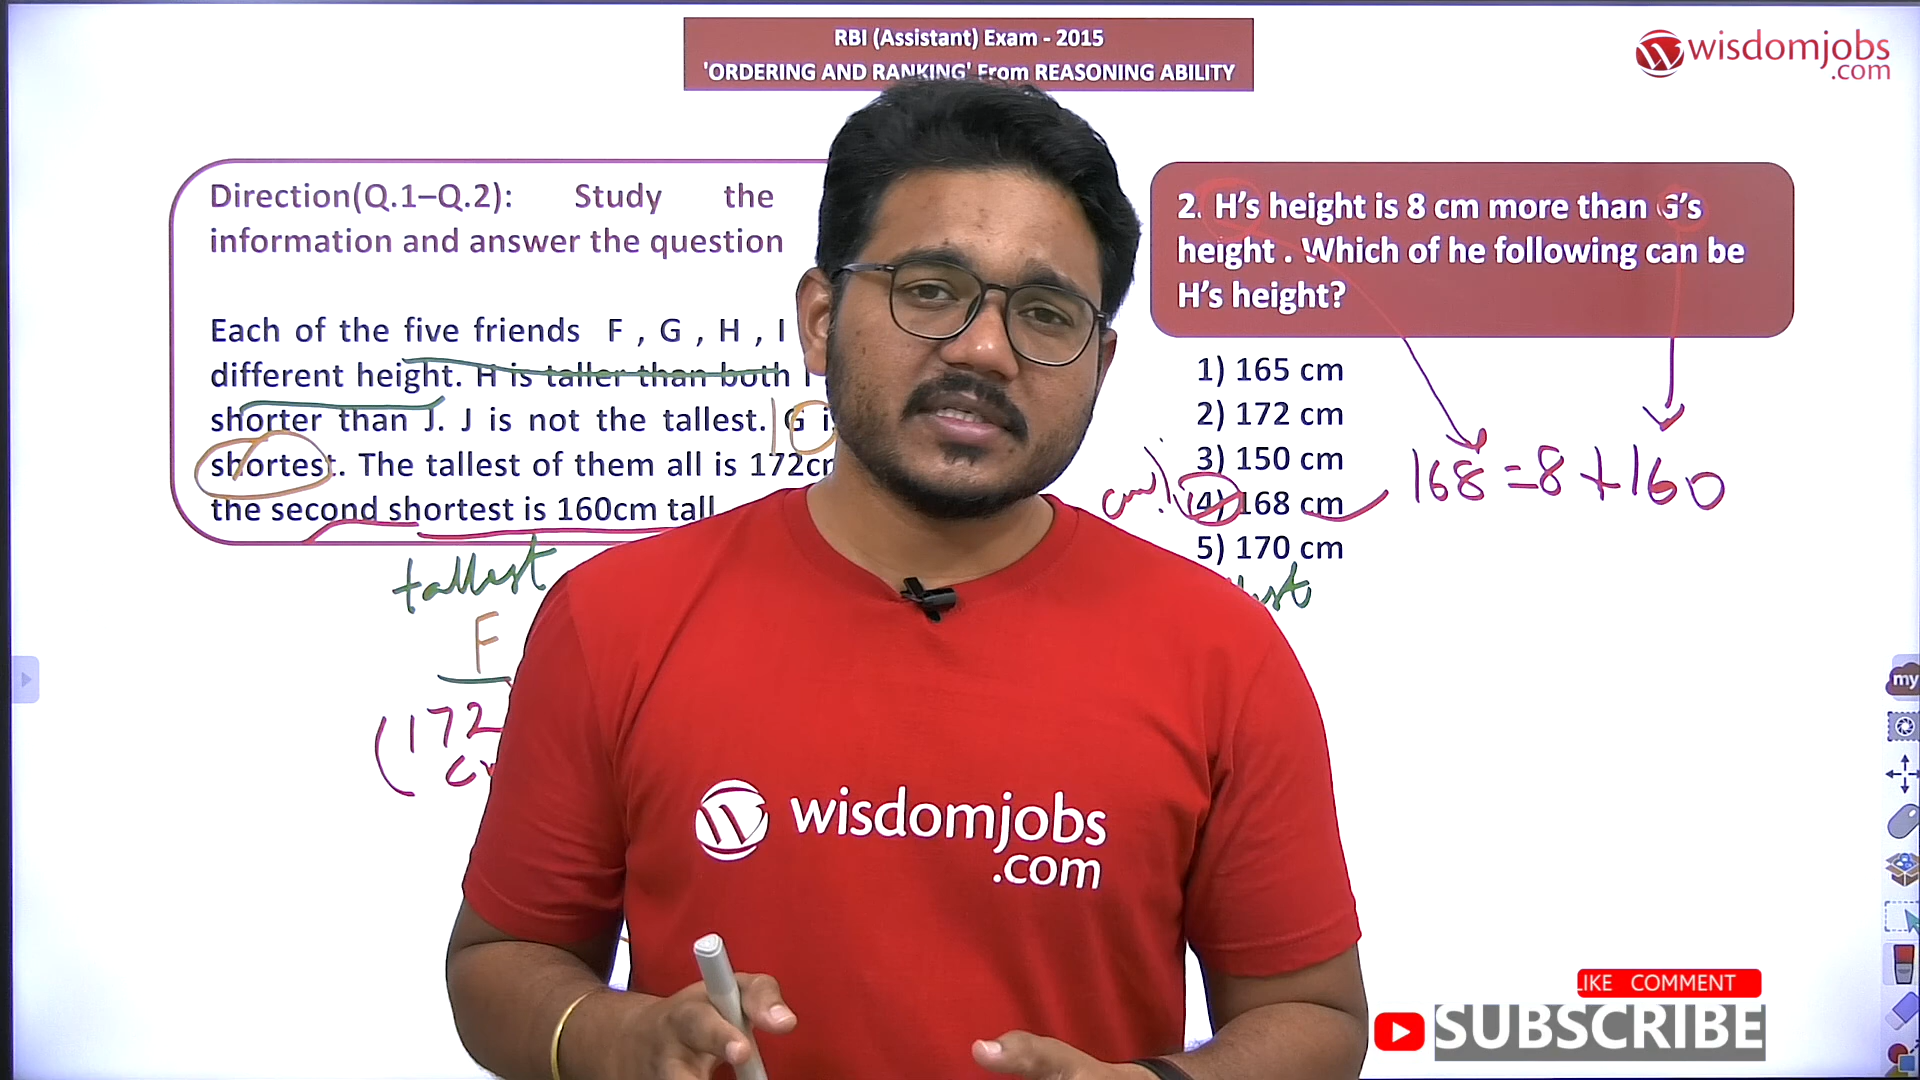 RBI (Assistant) Exam - 2015
'ORDERING AND RANKING' From REASONING ABILITY
wisdomjobs
.com
Direction(Q.1–Q.2): Study the
information and answer the question
Each of the five friends F , G , H , I
different height. H is taller than both I
shorter than J. J is not the tallest. G is
shortest. The tallest of them all is 172cm
the second shortest is 160cm tall
tallest
F
(172
2. H's height is 8 cm more than G's
height . Which of he following can be
H's height?
1) 165 cm
2) 172 cm
3) 150 cm
4) 168 cm
5) 170 cm
168 = 8 + 160
my
wisdomjobs
.com
LIKE COMMENT
SUBSCRIBE